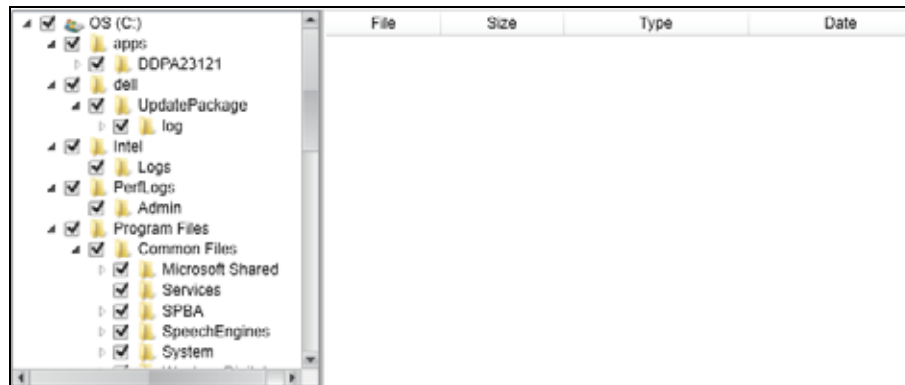 OS (C:)
File Size Type Date
apps
DDPA23121
dell
UpdatePackage
log
Intel
Logs
PerfLogs
Admin
Program Files
Common Files
Microsoft Shared
Services
SPBA
SpeechEngines
System